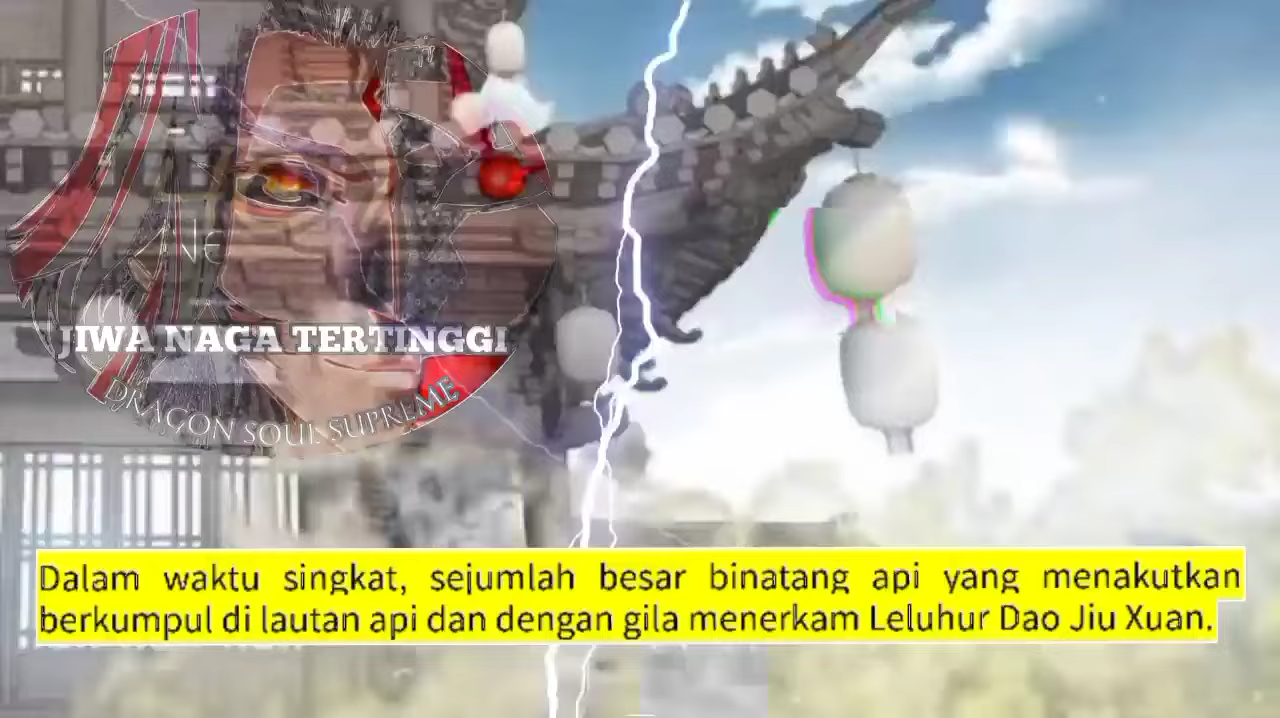 NE
JIWA NAGA TERTINGGI
DRAGON SOUL SUPREME
Dalam waktu singkat, sejumlah besar binatang api yang menakutkan
berkumpul di lautan api dan dengan gila menerkam Leluhur Dao Jiu Xuan.